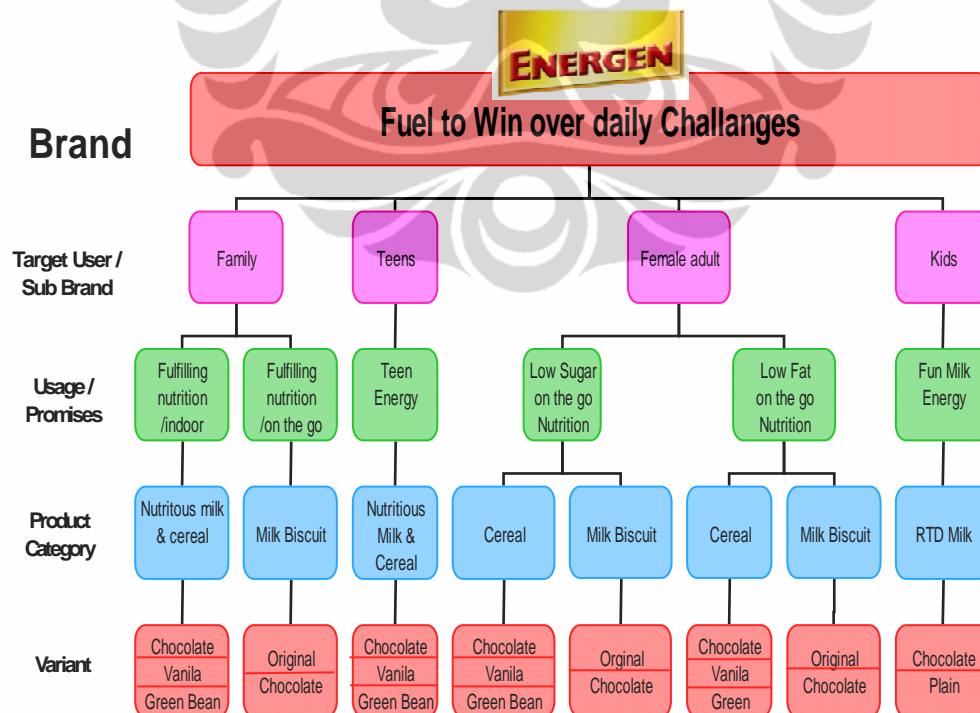 ENERGEN
Fuel to Win over daily Challanges
Brand
Target User /
Sub Brand
Family
Teens
Female adult
Kids
Usage /
Promises
Fulfilling
nutrition
/indoor
Fulfilling
nutrition
/on the go
Teen
Energy
Low Sugar
on the go
Nutrition
Low Fat
on the go
Nutrition
Fun Milk
Energy
Product
Category
Nutritous milk
& cereal
Milk Biscuit
Nutritious
Milk &
Cereal
Cereal
Milk Biscuit
Cereal
Milk Biscuit
RTD Milk
Variant
Chocolate
Vanila
Green Bean
Original
Chocolate
Chocolate
Vanila
Green Bean
Chocolate
Vanila
Green Bean
Orginal
Chocolate
Chocolate
Vanila
Green
Original
Chocolate
Chocolate
Plain